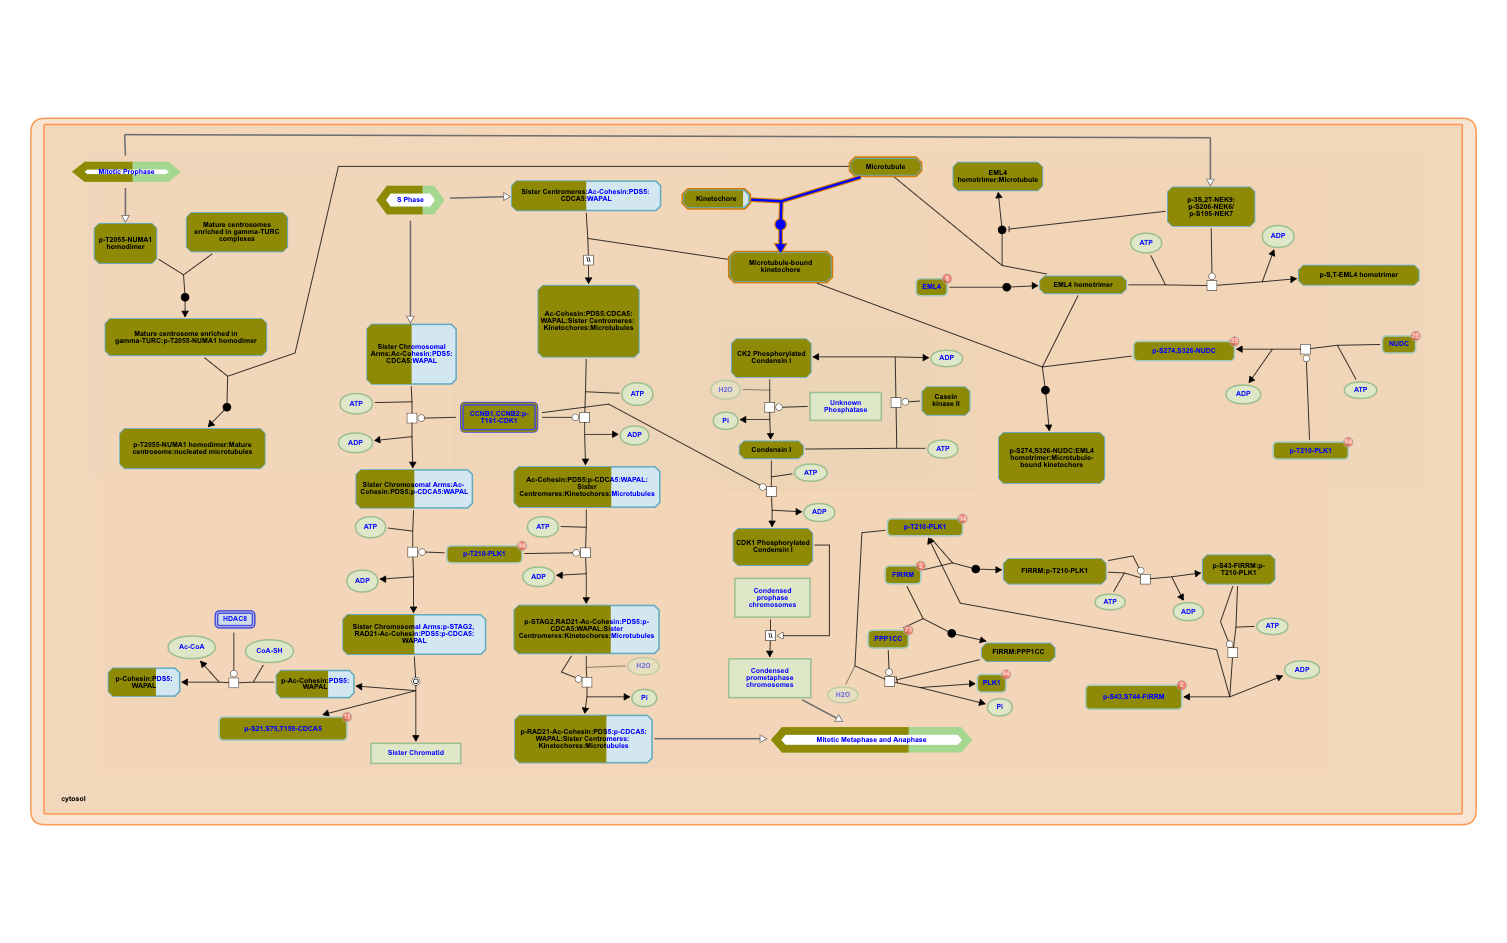 Mitotic Prophase
p-T2055-NUMA1
homodimer
Mature centrosomes
enriched in gamma-TURC
complexes
Mature centrosome enriched in
gamma-TURC:p-T2055-NUMA1 homodimer
p-T2055-NUMA1 homodimer:Mature
centrosome:nucleated microtubules
S Phase
Sister Centromeres:Ac-Cohesin:PDS5:
CDCA5:WAPAL
Kinetochore
Microtubule
Microtubule-bound
kinetochore
EML4
homotrimer:Microtubule
p-3S,2T-NEK9:
p-S206-NEK6/
p-S195-NEK7
ATP
ADP
EML4
EML4 homotrimer
p-S,T-EML4 homotrimer
Sister Chromosomal
Arms:Ac-Cohesin:PDS5:
CDCA5:WAPAL
Ac-Cohesin:PDS5:CDCA5:
WAPAL:Sister Centromeres:
Kinetochores:Microtubules
ATP
ADP
CCNB1,CCNB2:p-
T161-CDK1
ATP
ADP
CK2 Phosphorylated
Condensin I
H2O
Pi
Unknown
Phosphatase
Casein
kinase II
ADP
ATP
Condensin I
p-S274,S326-NUDC
28
NUDC
28
ADP
ATP
p-T210-PLK1
94
p-S274,S326-NUDC:EML4
homotrimer:Microtubule-
bound kinetochore
Sister Chromosomal Arms:Ac-
Cohesin:PDS5:p-CDCA5:WAPAL
Ac-Cohesin:PDS5:p-CDCA5:WAPAL:
Sister
Centromeres:Kinetochores:Microtubules
ATP
ADP
ATP
ADP
p-T210-PLK1
94
ATP
ADP
CDK1 Phosphorylated
Condensin I
Condensed
prophase
chromosomes
Condensed
prometaphase
chromosomes
p-T210-PLK1
94
FIRRM
2
FIRRM:p-T210-PLK1
ATP
ADP
p-S43-FIRRM:p-
T210-PLK1
ATP
ADP
PPP1CC
FIRRM:PPP1CC
PLK1
94
H2O
Pi
p-S43,S744-FIRRM
2
HDAC8
Ac-CoA
CoA-SH
p-Cohesin:PDS5:
WAPAL
p-Ac-Cohesin:PDS5:
WAPAL
p-S21,S75,T159-CDCA5
11
Sister Chromosomal Arms:p-STAG2,
RAD21-Ac-Cohesin:PDS5:p-CDCA5:
WAPAL
Sister Chromatid
p-STAG2,RAD21-Ac-Cohesin:PDS5:p-
CDCA5:WAPAL:Sister
Centromeres:Kinetochores:Microtubules
H2O
Pi
p-RAD21-Ac-Cohesin:PDS5:p-CDCA5:
WAPAL:Sister Centromeres:
Kinetochores:Microtubules
Mitotic Metaphase and Anaphase
cytosol